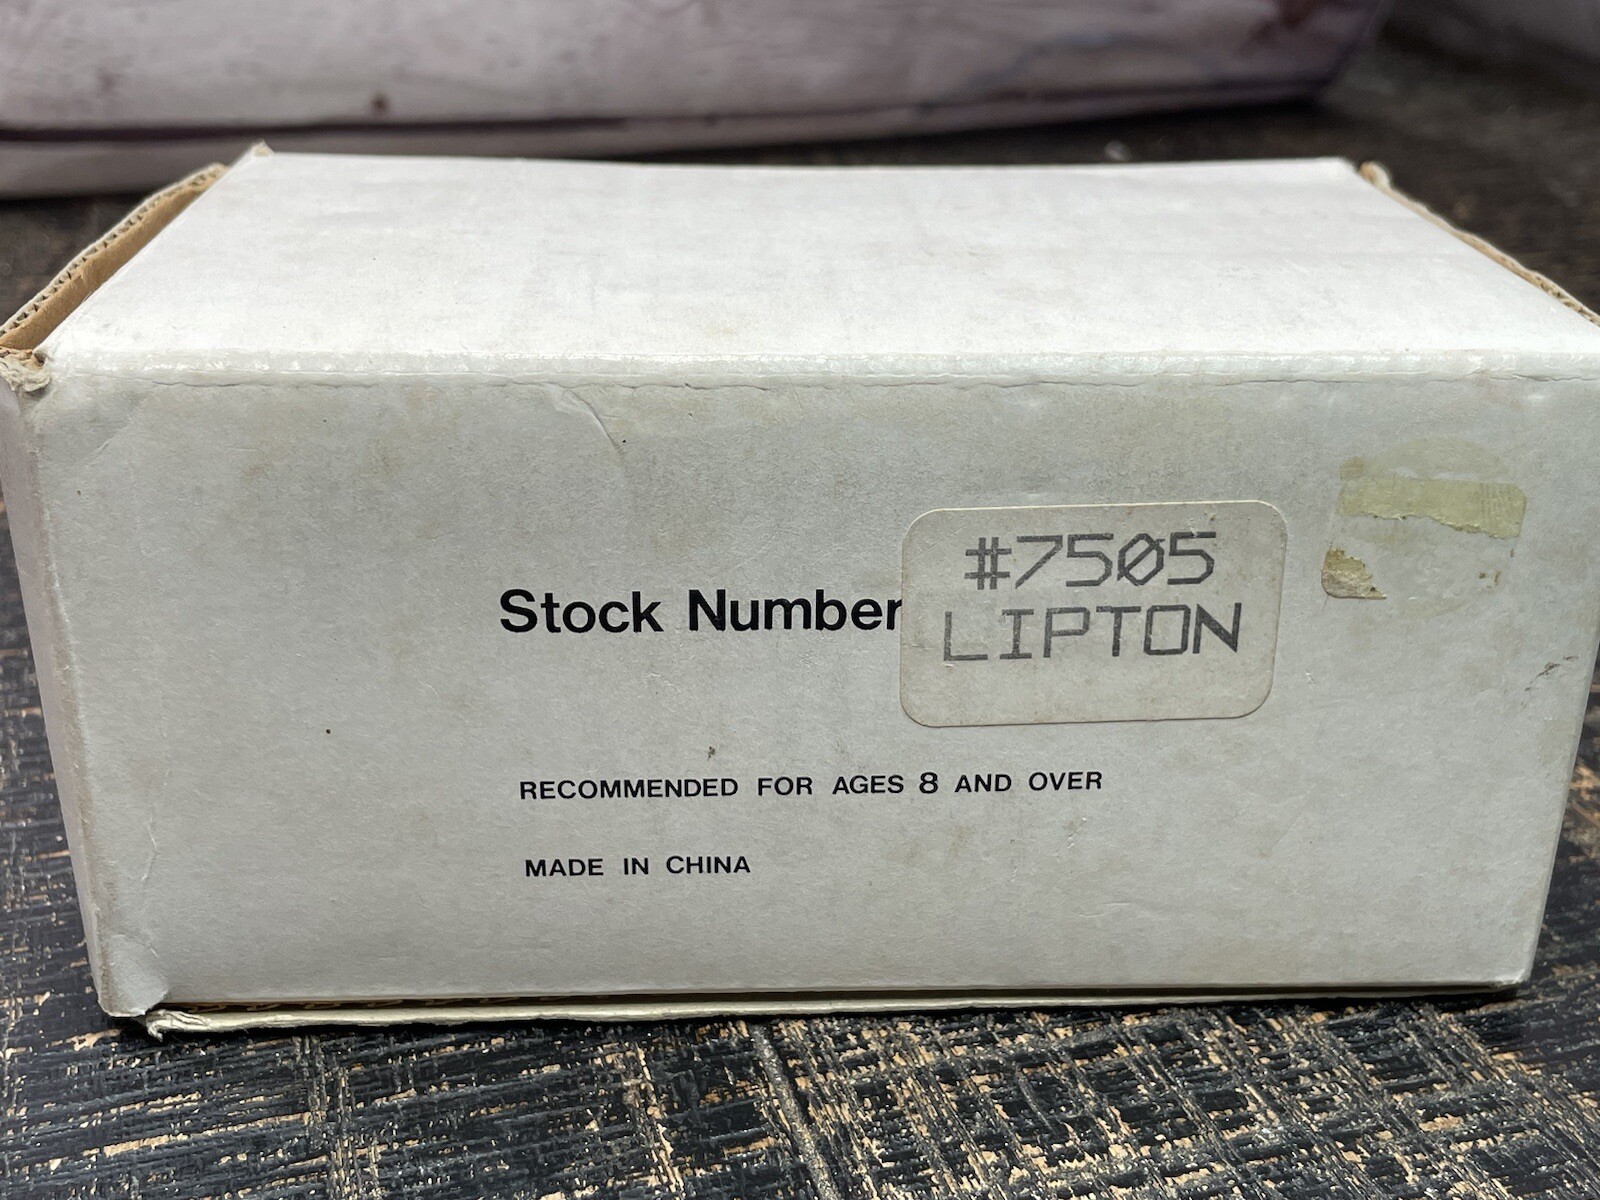 Stock Number
#7505
LIPTON
RECOMMENDED FOR AGES 8 AND OVER
MADE IN CHINA